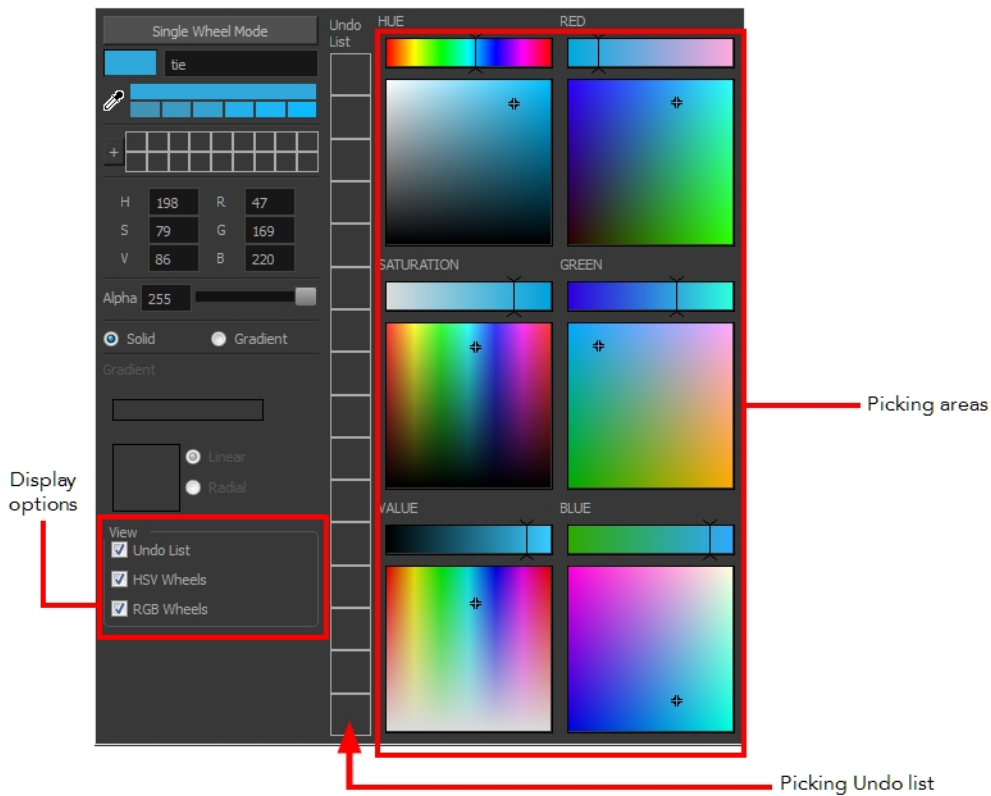 Single Wheel Mode
tie
+
H 198 R 47
S 79 G 169
V 86 B 220
Alpha 255
Solid Gradient
Gradient
Linear
Radial
View
Undo List
HSV Wheels
RGB Wheels
Undo
List
HUE RED
SATURATION GREEN
VALUE BLUE
Display
options
Picking areas
Picking Undo list